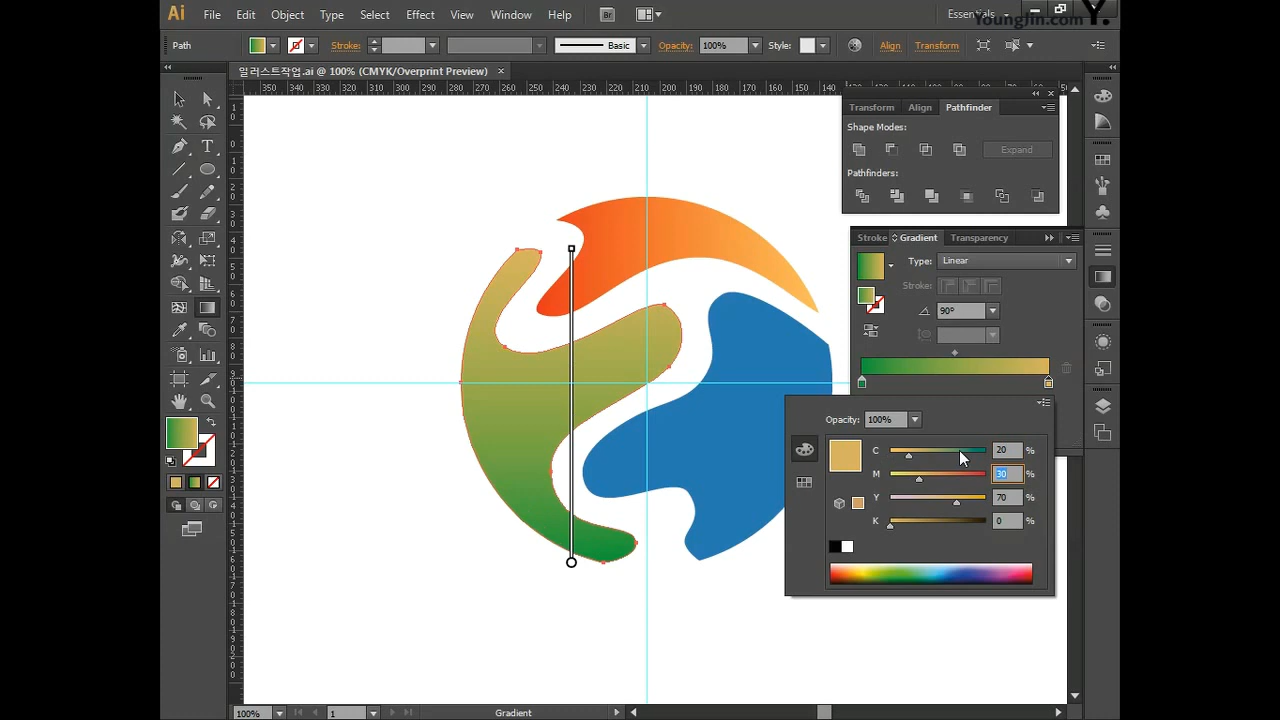 Ai File Edit Object Type Select Effect View Window Help Br Essentials
YoungJin.com Y.
Path Stroke: Basic Opacity: 100% Style: Align Transform
일러스트작업.ai @ 100% (CMYK/Overprint Preview) ×
350 340 330 320 310 300 290 280 270 260 250 240 230 220 210 200 190 180 170 160 150 140
Transform Align Pathfinder
Shape Modes:
Expand
Pathfinders:
Stroke Gradient Transparency
Type: Linear
Stroke:
90°
Opacity: 100%
C 20 %
M 30 %
Y 70 %
K 0 %
100% 1 Gradient